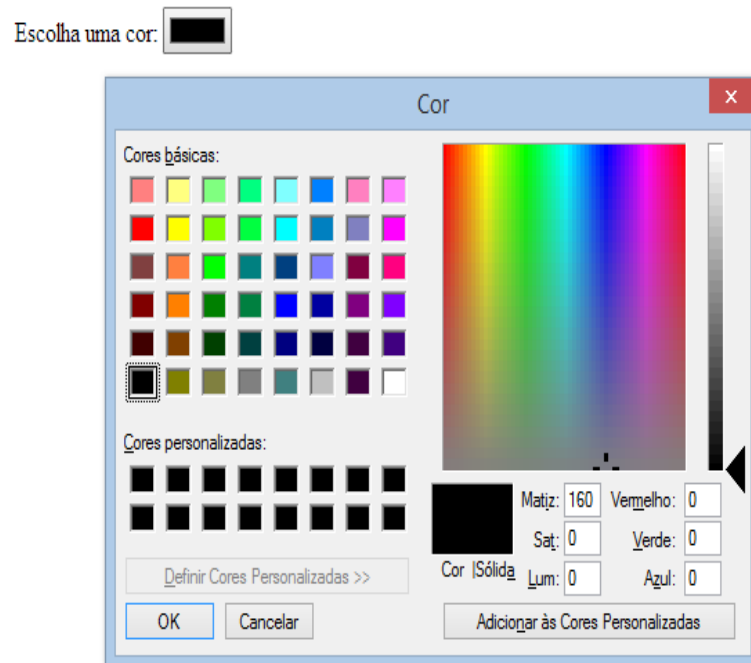 Escolha uma cor:
Cor
x
Cores básicas:
Cores personalizadas:
Definir Cores Personalizadas >>
OK
Cancelar
Matiz: 160
Vermelho: 0
Sat: 0
Verde: 0
Cor |Sólida
Lum: 0
Azul: 0
Adicionar às Cores Personalizadas